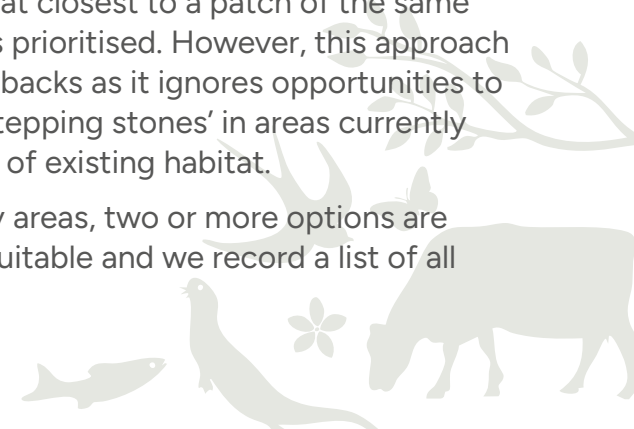 at closest to a patch of the same
s prioritised. However, this approach
backs as it ignores opportunities to
tepping stones’ in areas currently
of existing habitat.
y areas, two or more options are
uitable and we record a list of all